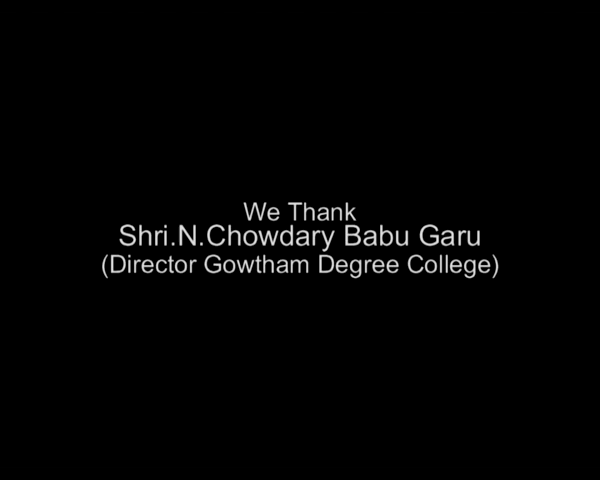 We Thank
Shri.N.Chowdary Babu Garu
(Director Gowtham Degree College)